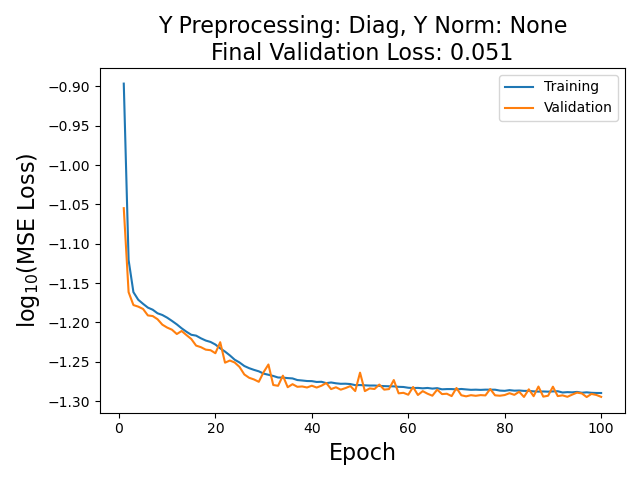 Y Preprocessing: Diag, Y Norm: None
Final Validation Loss: 0.051
Training
Validation
log₁₀(MSE Loss)
−0.90
−0.95
−1.00
−1.05
−1.10
−1.15
−1.20
−1.25
−1.30
0 20 40 60 80 100
Epoch